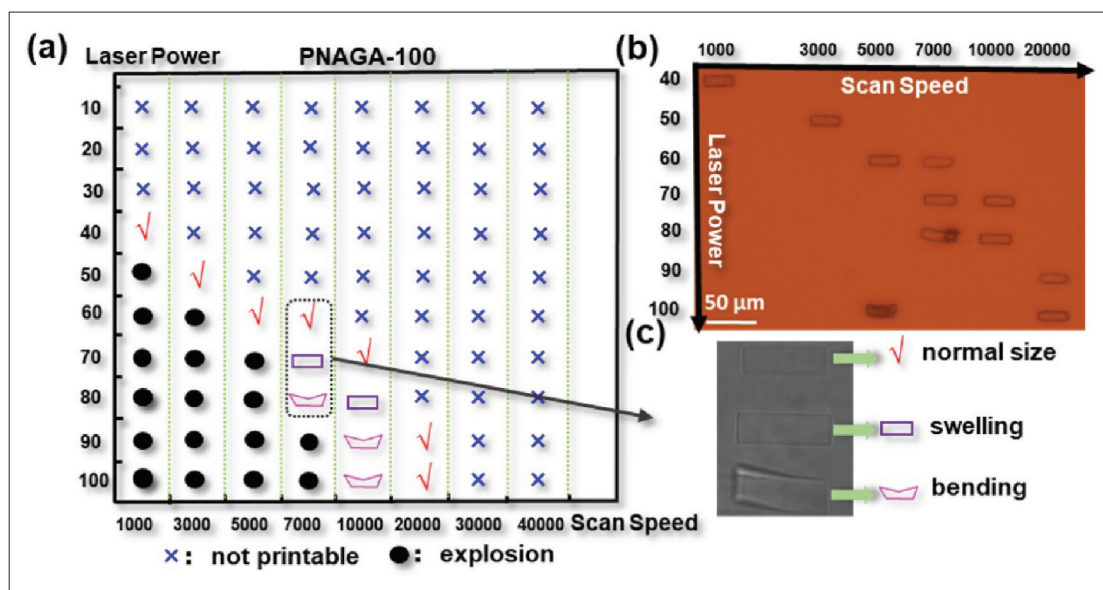 (a)
Laser Power PNAGA-100
10
20
30
40
50
60
70
80
90
100
1000 3000 5000 7000 10000 20000 30000 40000 Scan Speed
×: not printable ●: explosion
(b)
1000 3000 5000 7000 10000 20000
Scan Speed
Laser Power
40
50
60
70
80
90
100
50 μm
(c)
normal size
swelling
bending